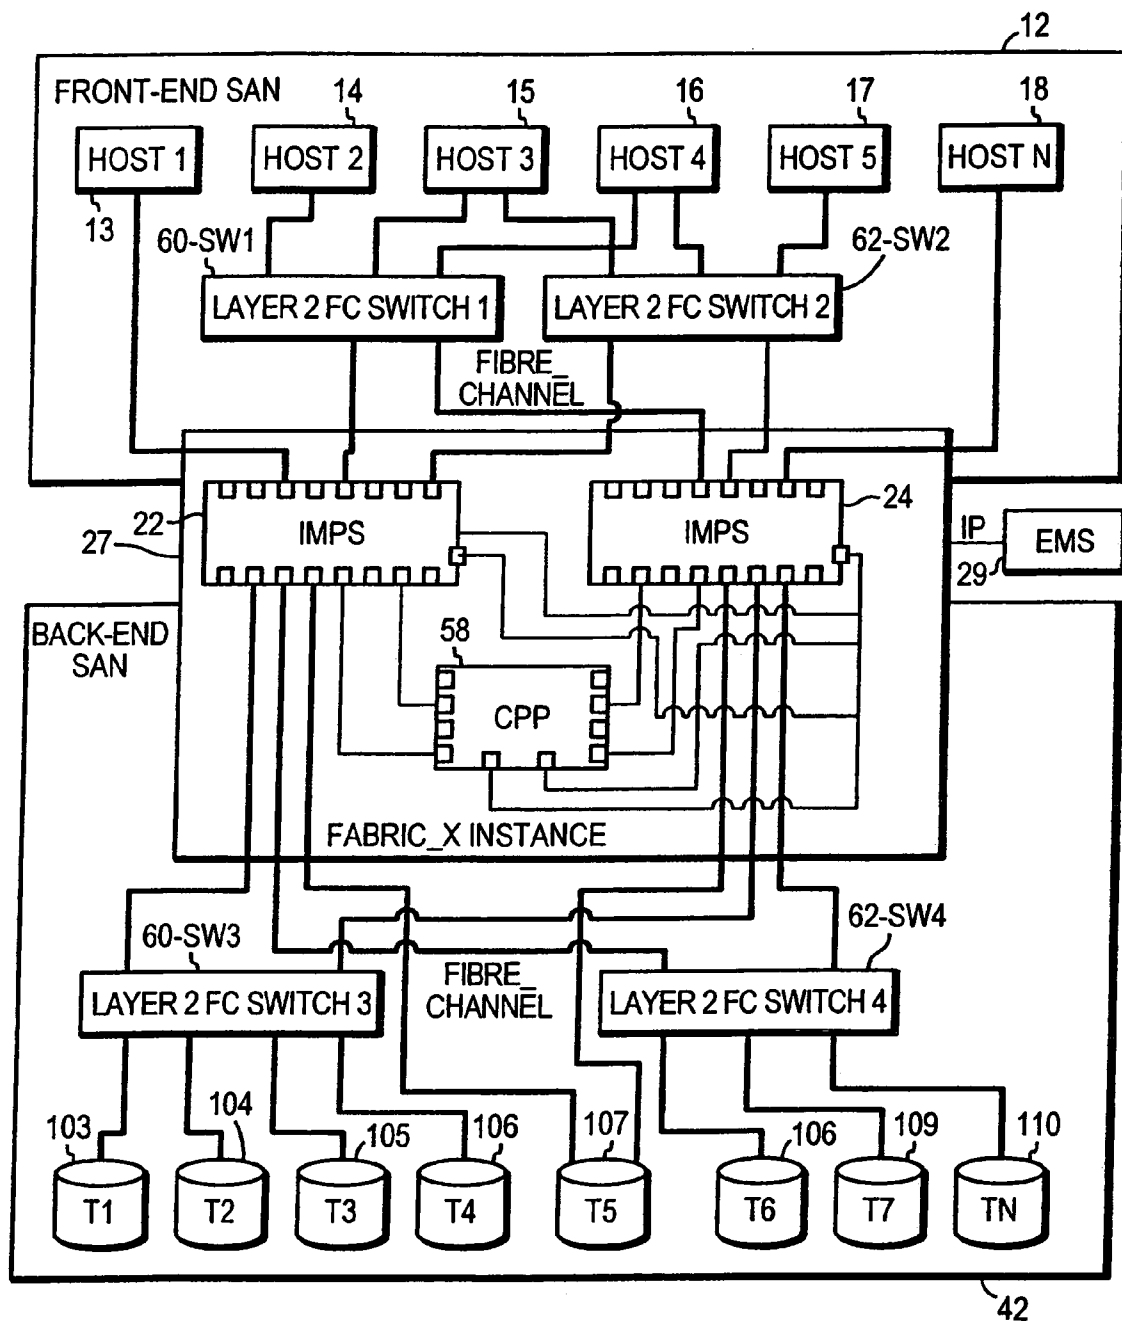 12
FRONT-END SAN
14
15
16
17
18
HOST 1
HOST 2
HOST 3
HOST 4
HOST 5
HOST N
13
60-SW1
62-SW2
LAYER 2 FC SWITCH 1
LAYER 2 FC SWITCH 2
FIBRE_
CHANNEL
22
IMPS
IMPS
24
27
IP
EMS
29
BACK-END
SAN
58
CPP
FABRIC_X INSTANCE
60-SW3
62-SW4
LAYER 2 FC SWITCH 3
FIBRE_
CHANNEL
LAYER 2 FC SWITCH 4
103
104
105
106
107
106
109
110
T1
T2
T3
T4
T5
T6
T7
TN
42